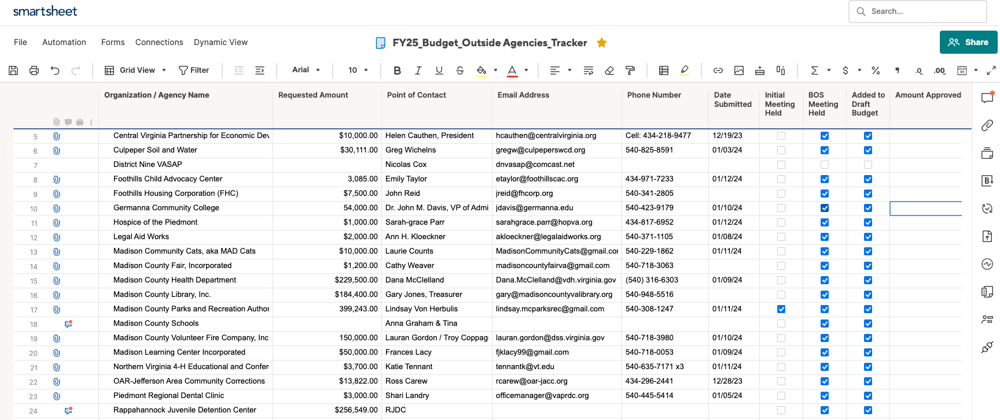 smartsheet
Search...
File Automation Forms Connections Dynamic View
FY25_Budget_Outside Agencies_Tracker
Share
Grid View Filter Arial 10 B I U S A Σ $ % .0 .00 31
Organization / Agency Name Requested Amount Point of Contact Email Address Phone Number Date Submitted Initial Meeting Held BOS Meeting Held Added to Draft Budget Amount Approved
5 Central Virginia Partnership for Economic Dev $10,000.00 Helen Cauthen, President hcauthen@centralvirginia.org Cell: 434-218-9477 12/19/23
6 Culpeper Soil and Water $30,111.00 Greg Wichelns gregw@culpeperswcd.org 540-825-8591 01/03/24
7 District Nine VASAP Nicolas Cox dnvasap@comcast.net
8 Foothills Child Advocacy Center 3,085.00 Emily Taylor etaylor@foothillscac.org 434-971-7233 01/12/24
9 Foothills Housing Corporation (FHC) $7,500.00 John Reid jreid@fhcorp.org 540-341-2805
10 Germanna Community College 54,000.00 Dr. John M. Davis, VP of Admi jdavis@germanna.edu 540-423-9179 01/10/24
11 Hospice of the Piedmont $1,000.00 Sarah-grace Parr sarahgrace.parr@hopva.org 434-817-6952 01/12/24
12 Legal Aid Works $2,000.00 Ann H. Kloeckner akloeckner@legalaidworks.org 540-371-1105 01/08/24
13 Madison Community Cats, aka MAD Cats $10,000.00 Laurie Counts MadisonCommunityCats@gmail.co 540-229-1862 01/11/24
14 Madison County Fair, Incorporated $1,200.00 Cathy Weaver madisoncountyfairva@gmail.com 540-718-3063
15 Madison County Health Department $229,500.00 Dana McClelland Dana.McClelland@vdh.virginia.gov (540) 316-6303 01/09/24
16 Madison County Library, Inc. $184,400.00 Gary Jones, Treasurer gary@madisoncountyvalibrary.org 540-948-5516
17 Madison County Parks and Recreation Author 399,243.00 Lindsay Von Herbulis lindsay.mcparksrec@gmail.com 540-308-1247 01/11/24
18 Madison County Schools Anna Graham & Tina
19 Madison County Volunteer Fire Company, Inc 150,000.00 Lauran Gordon / Troy Coppag lauran.gordon@dss.virginia.gov 540-718-3980 01/10/24
20 Madison Learning Center Incorporated $50,000.00 Frances Lacy fjklacy99@gmail.com 540-718-0053 01/09/24
21 Northern Virginia 4-H Educational and Confer $3,700.00 Katie Tennant tennantk@vt.edu 540-635-7171 x3 01/11/24
22 OAR-Jefferson Area Community Corrections $13,822.00 Ross Carew rcarew@oar-jacc.org 434-296-2441 12/28/23
23 Piedmont Regional Dental Clinic $3,000.00 Shari Landry officemanager@vaprdc.org 540-445-5414 01/05/24
24 Rappahannock Juvenile Detention Center $256,549.00 RJDC